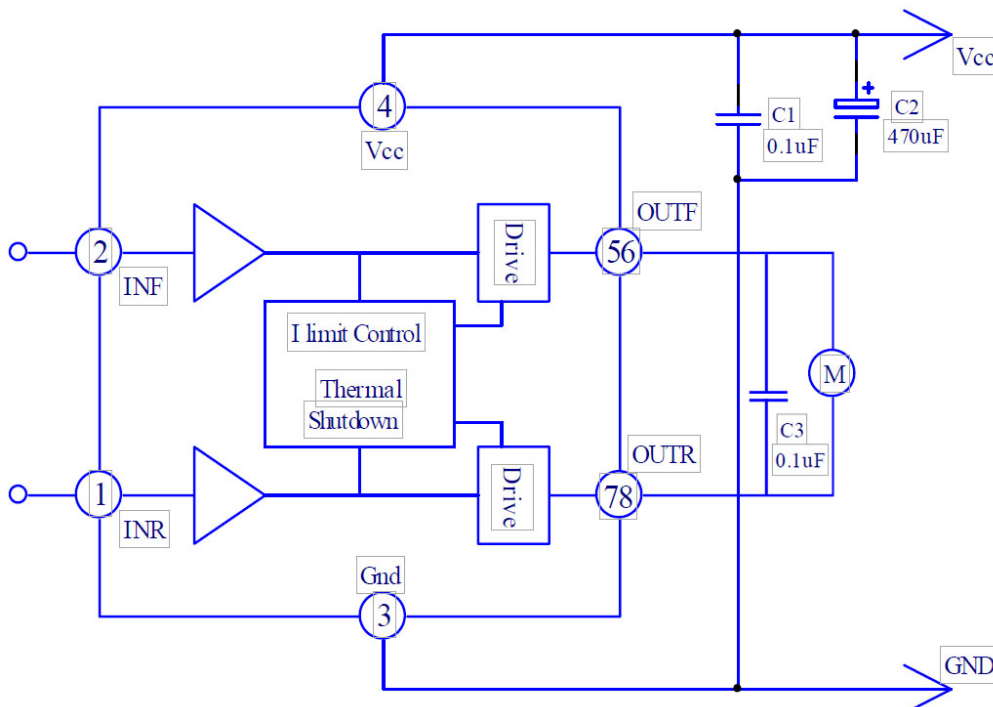 Vcc
4
Vcc
C1
0.1uF
+
C2
470uF
OUTF
Drive
2
INF
56
I limit Control
Thermal
Shutdown
M
C3
0.1uF
OUTR
Drive
1
INR
78
Gnd
3
GND